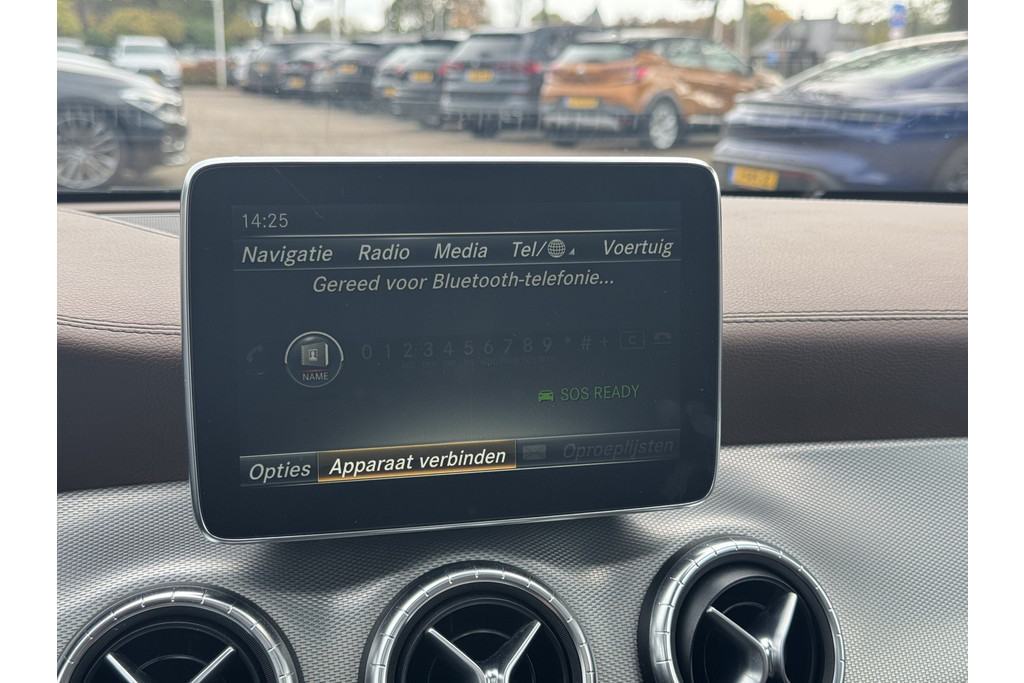 14:25
Navigatie Radio Media Tel/ Voertuig
Gereed voor Bluetooth-telefonie...
NAME 0 1 2 3 4 5 6 7 8 9 * # + C
SOS READY
Opties Apparaat verbinden Oproeplijsten